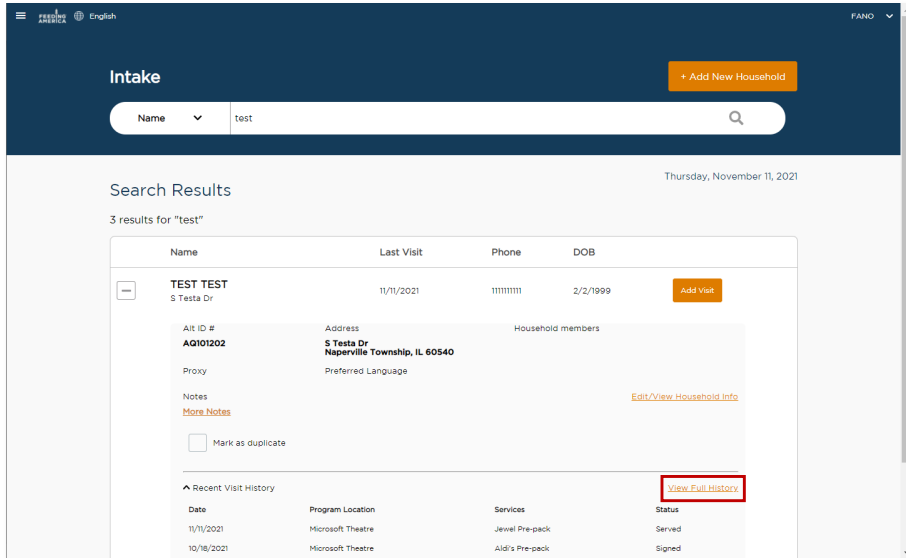 FEEDING AMERICA English FANO
Intake
+ Add New Household
Name test
Thursday, November 11, 2021
Search Results
3 results for "test"
Name Last Visit Phone DOB
TEST TEST 11/11/2021 1111111111 2/2/1999 Add Visit
S Testa Dr
Alt ID # Address Household members
AQ101202 S Testa Dr
Naperville Township, IL 60540
Proxy Preferred Language
Notes Edit/View Household Info
More Notes
Mark as duplicate
Recent Visit History View Full History
Date Program Location Services Status
11/11/2021 Microsoft Theatre Jewel Pre-pack Served
10/18/2021 Microsoft Theatre Aldi's Pre-pack Signed